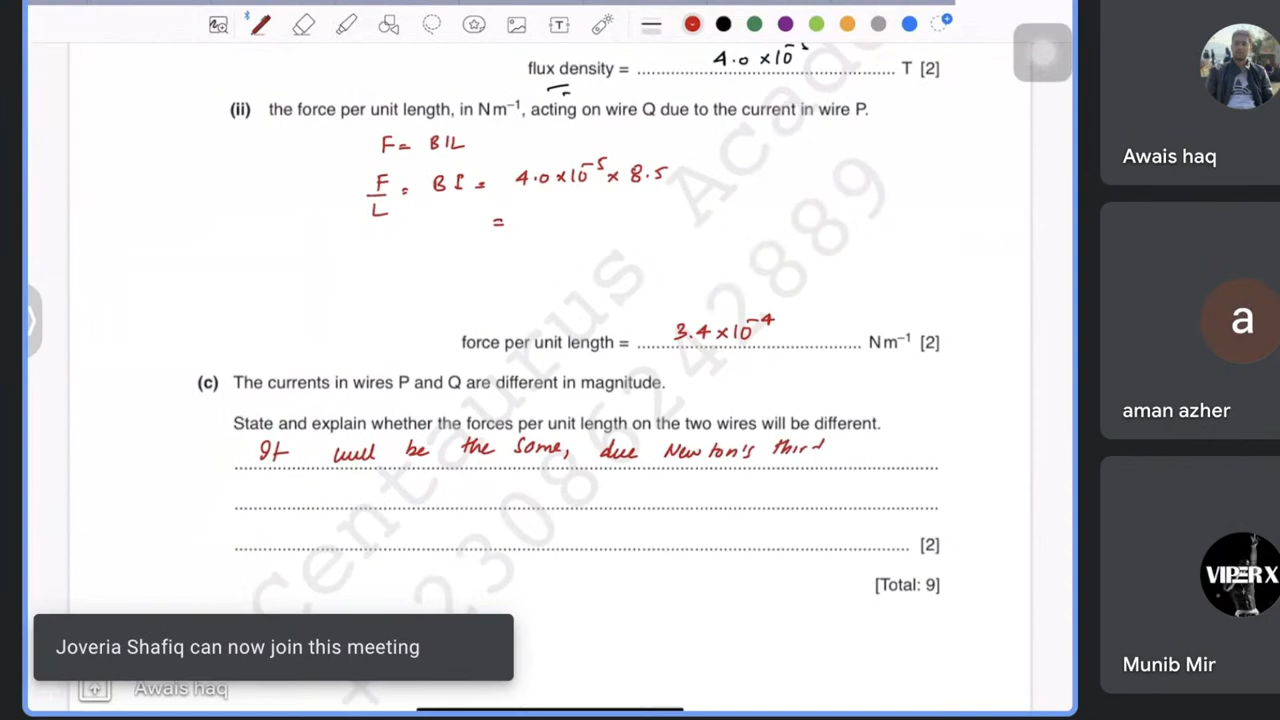 4.0 × 10
flux density = ........ T [2]
(ii) the force per unit length, in N m⁻¹, acting on wire Q due to the current in wire P.
F = BIL
F/L = BI = 4.0 × 10⁻⁵ × 8.5
=
force per unit length = 3.4 × 10⁻⁴ N m⁻¹ [2]
(c) The currents in wires P and Q are different in magnitude.
State and explain whether the forces per unit length on the two wires will be different.
It will be the same, due Newton's third
[2]
[Total: 9]
Centaurus Acade
23086242889
Joveria Shafiq can now join this meeting
Awais haq
Awais haq
a
aman azher
VIPER X
Munib Mir